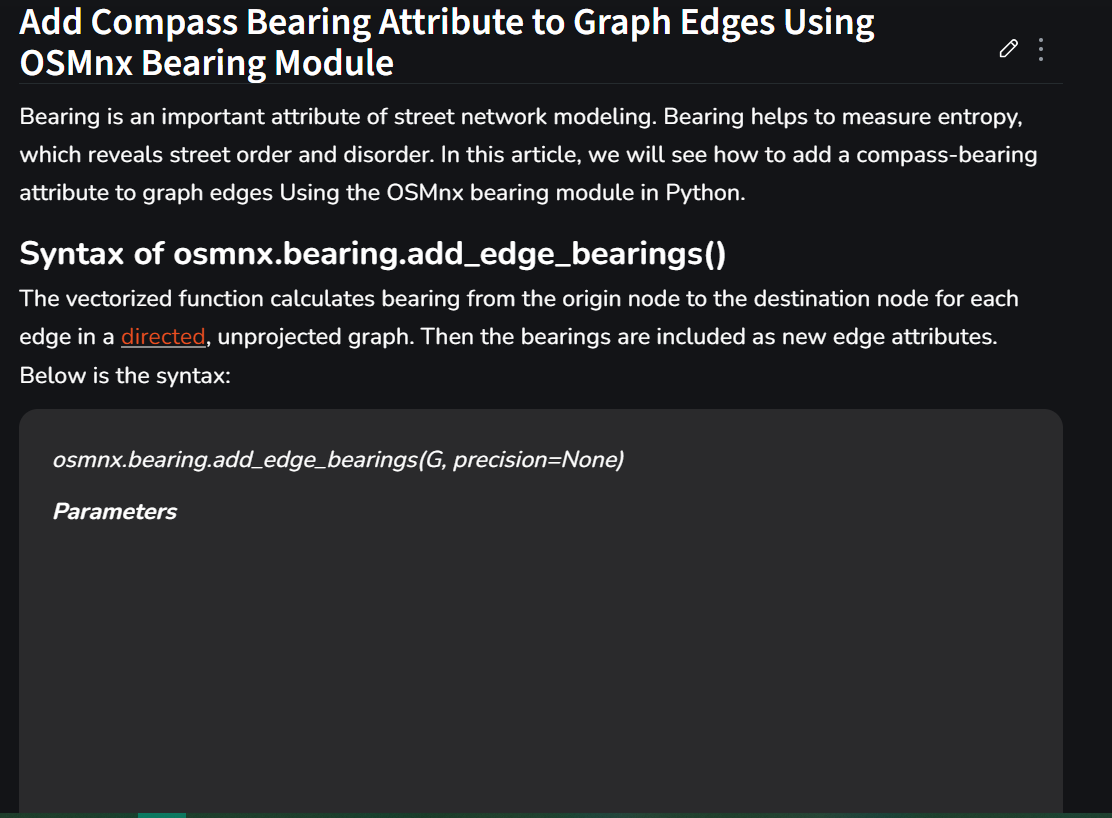 Add Compass Bearing Attribute to Graph Edges Using
OSMnx Bearing Module
Bearing is an important attribute of street network modeling. Bearing helps to measure entropy,
which reveals street order and disorder. In this article, we will see how to add a compass-bearing
attribute to graph edges Using the OSMnx bearing module in Python.
Syntax of osmnx.bearing.add_edge_bearings()
The vectorized function calculates bearing from the origin node to the destination node for each
edge in a directed, unprojected graph. Then the bearings are included as new edge attributes.
Below is the syntax:
osmnx.bearing.add_edge_bearings(G, precision=None)
Parameters